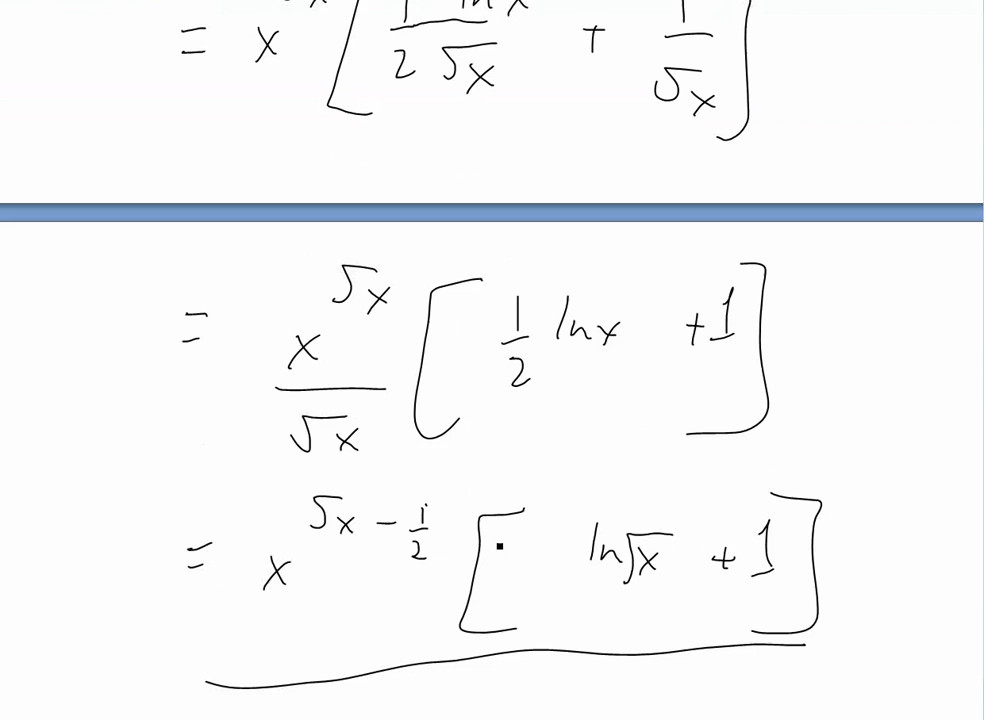 = x^√x [ 1/2 ln x/√x + 1/√x ]
= x^√x/√x [ 1/2 ln x + 1 ]
= x^(√x - 1/2) [ ln √x + 1 ]